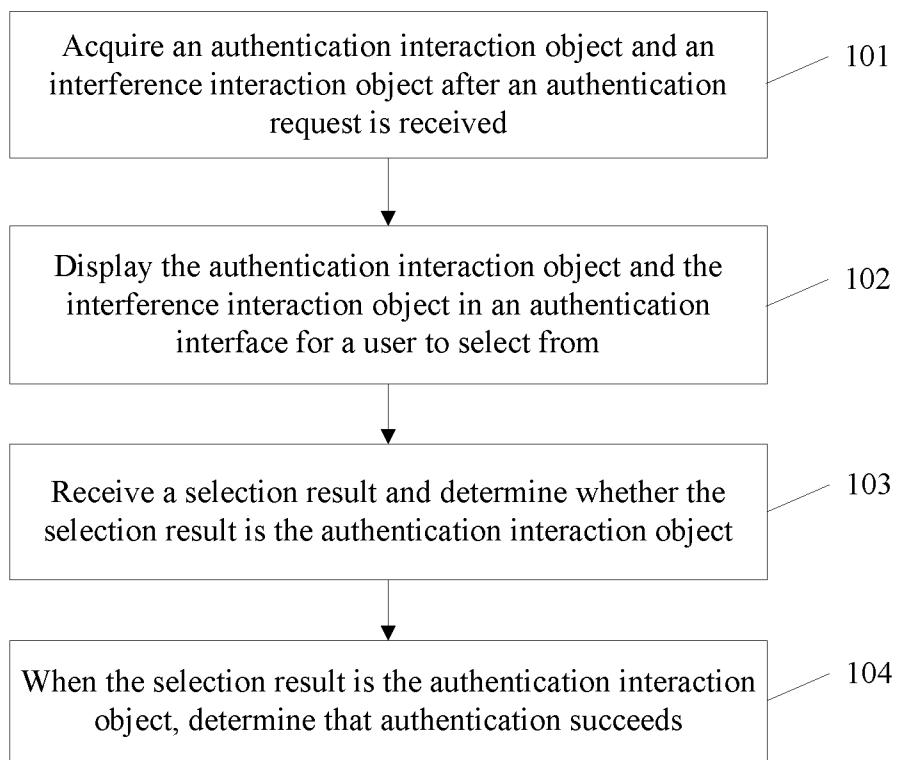 Acquire an authentication interaction object and an
interference interaction object after an authentication
request is received
101
Display the authentication interaction object and the
interference interaction object in an authentication
interface for a user to select from
102
Receive a selection result and determine whether the
selection result is the authentication interaction object
103
When the selection result is the authentication interaction
object, determine that authentication succeeds
104